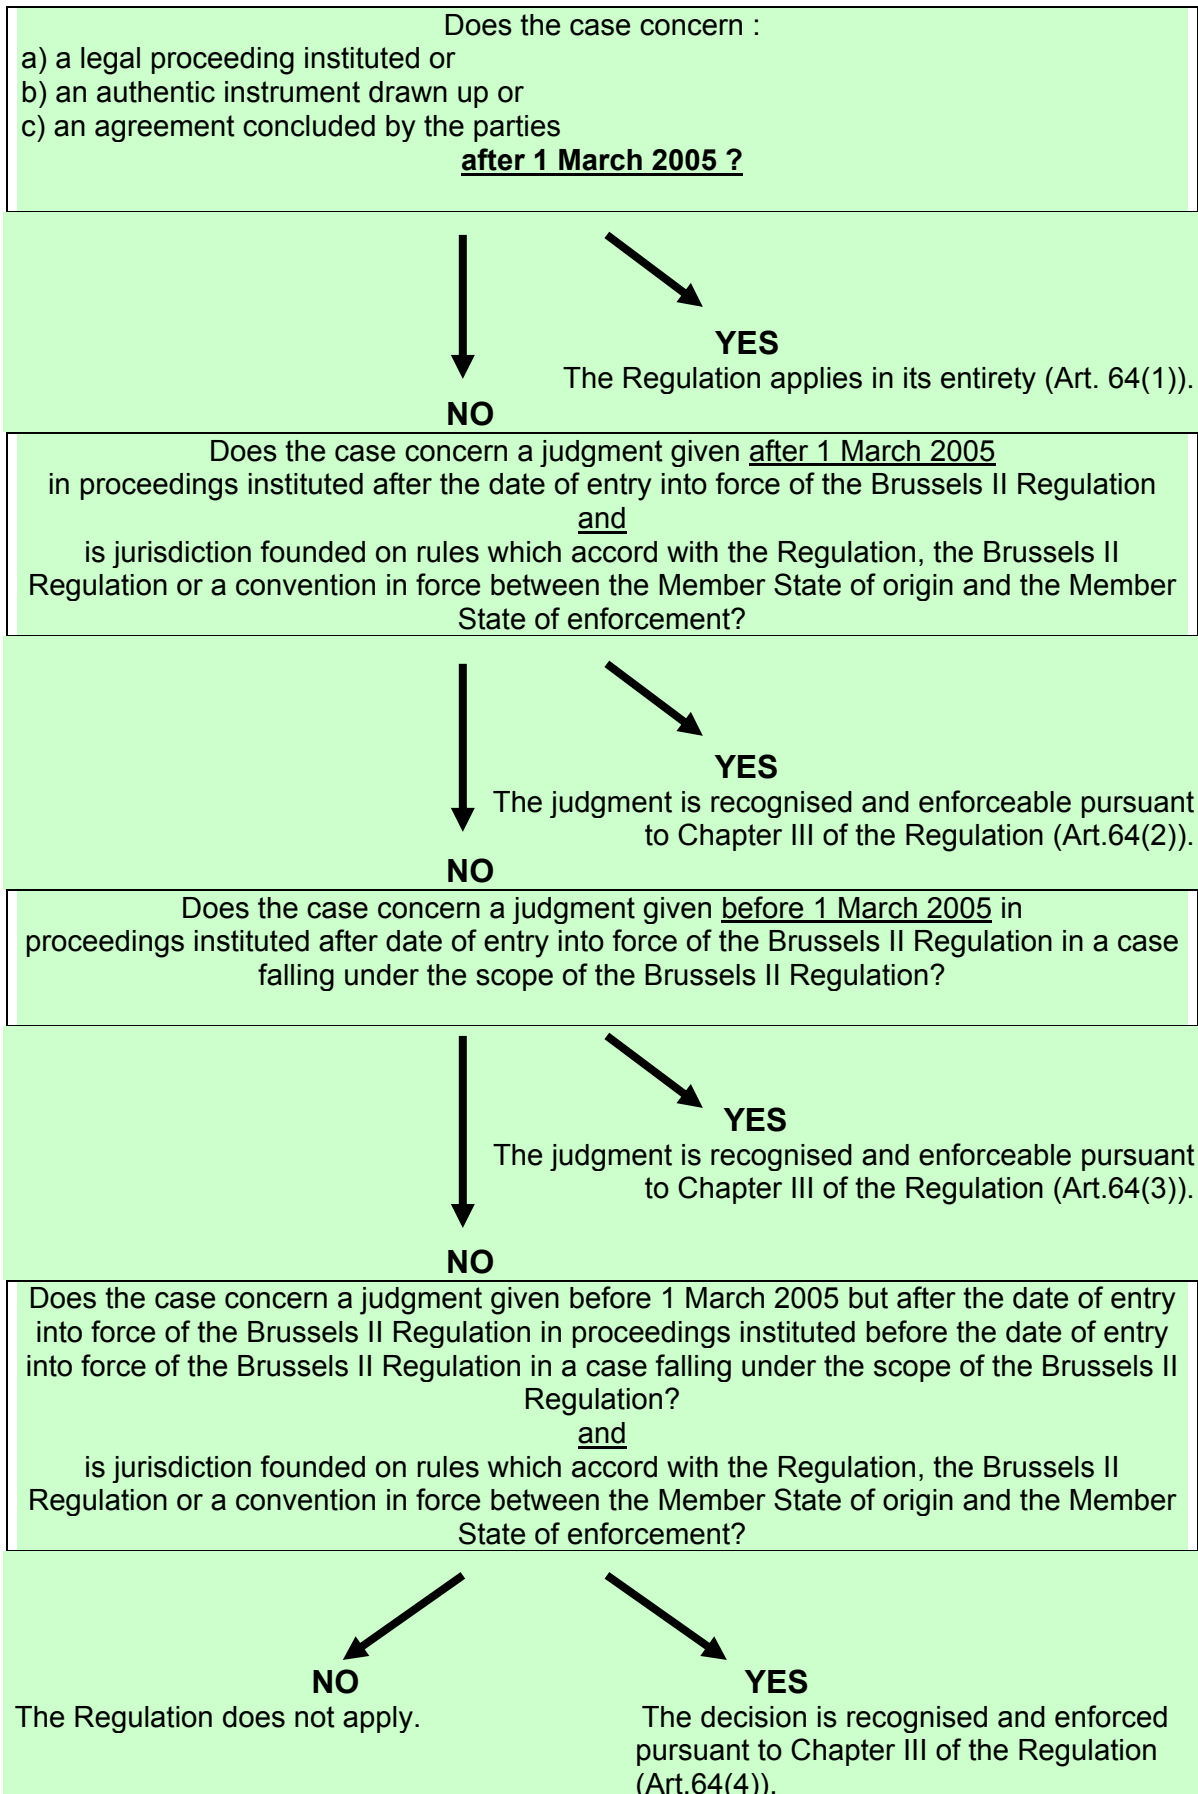 Does the case concern :
a) a legal proceeding instituted or
b) an authentic instrument drawn up or
c) an agreement concluded by the parties
after 1 March 2005 ?
YES
The Regulation applies in its entirety (Art. 64(1)).
NO
Does the case concern a judgment given after 1 March 2005
in proceedings instituted after the date of entry into force of the Brussels II Regulation
and
is jurisdiction founded on rules which accord with the Regulation, the Brussels II
Regulation or a convention in force between the Member State of origin and the Member
State of enforcement?
YES
The judgment is recognised and enforceable pursuant
to Chapter III of the Regulation (Art.64(2)).
NO
Does the case concern a judgment given before 1 March 2005 in
proceedings instituted after date of entry into force of the Brussels II Regulation in a case
falling under the scope of the Brussels II Regulation?
YES
The judgment is recognised and enforceable pursuant
to Chapter III of the Regulation (Art.64(3)).
NO
Does the case concern a judgment given before 1 March 2005 but after the date of entry
into force of the Brussels II Regulation in proceedings instituted before the date of entry
into force of the Brussels II Regulation in a case falling under the scope of the Brussels II
Regulation?
and
is jurisdiction founded on rules which accord with the Regulation, the Brussels II
Regulation or a convention in force between the Member State of origin and the Member
State of enforcement?
NO
The Regulation does not apply.
YES
The decision is recognised and enforced
pursuant to Chapter III of the Regulation
(Art.64(4)).